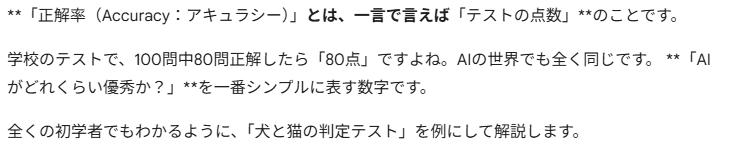 **「正解率（Accuracy：アキュラシー）」とは、一言で言えば「テストの点数」**のことです。
学校のテストで、100問中80問正解したら「80点」ですよね。AIの世界でも全く同じです。 **「AI
がどれくらい優秀か？」**を一番シンプルに表す数字です。
全くの初学者でもわかるように、「犬と猫の判定テスト」を例にして解説します。